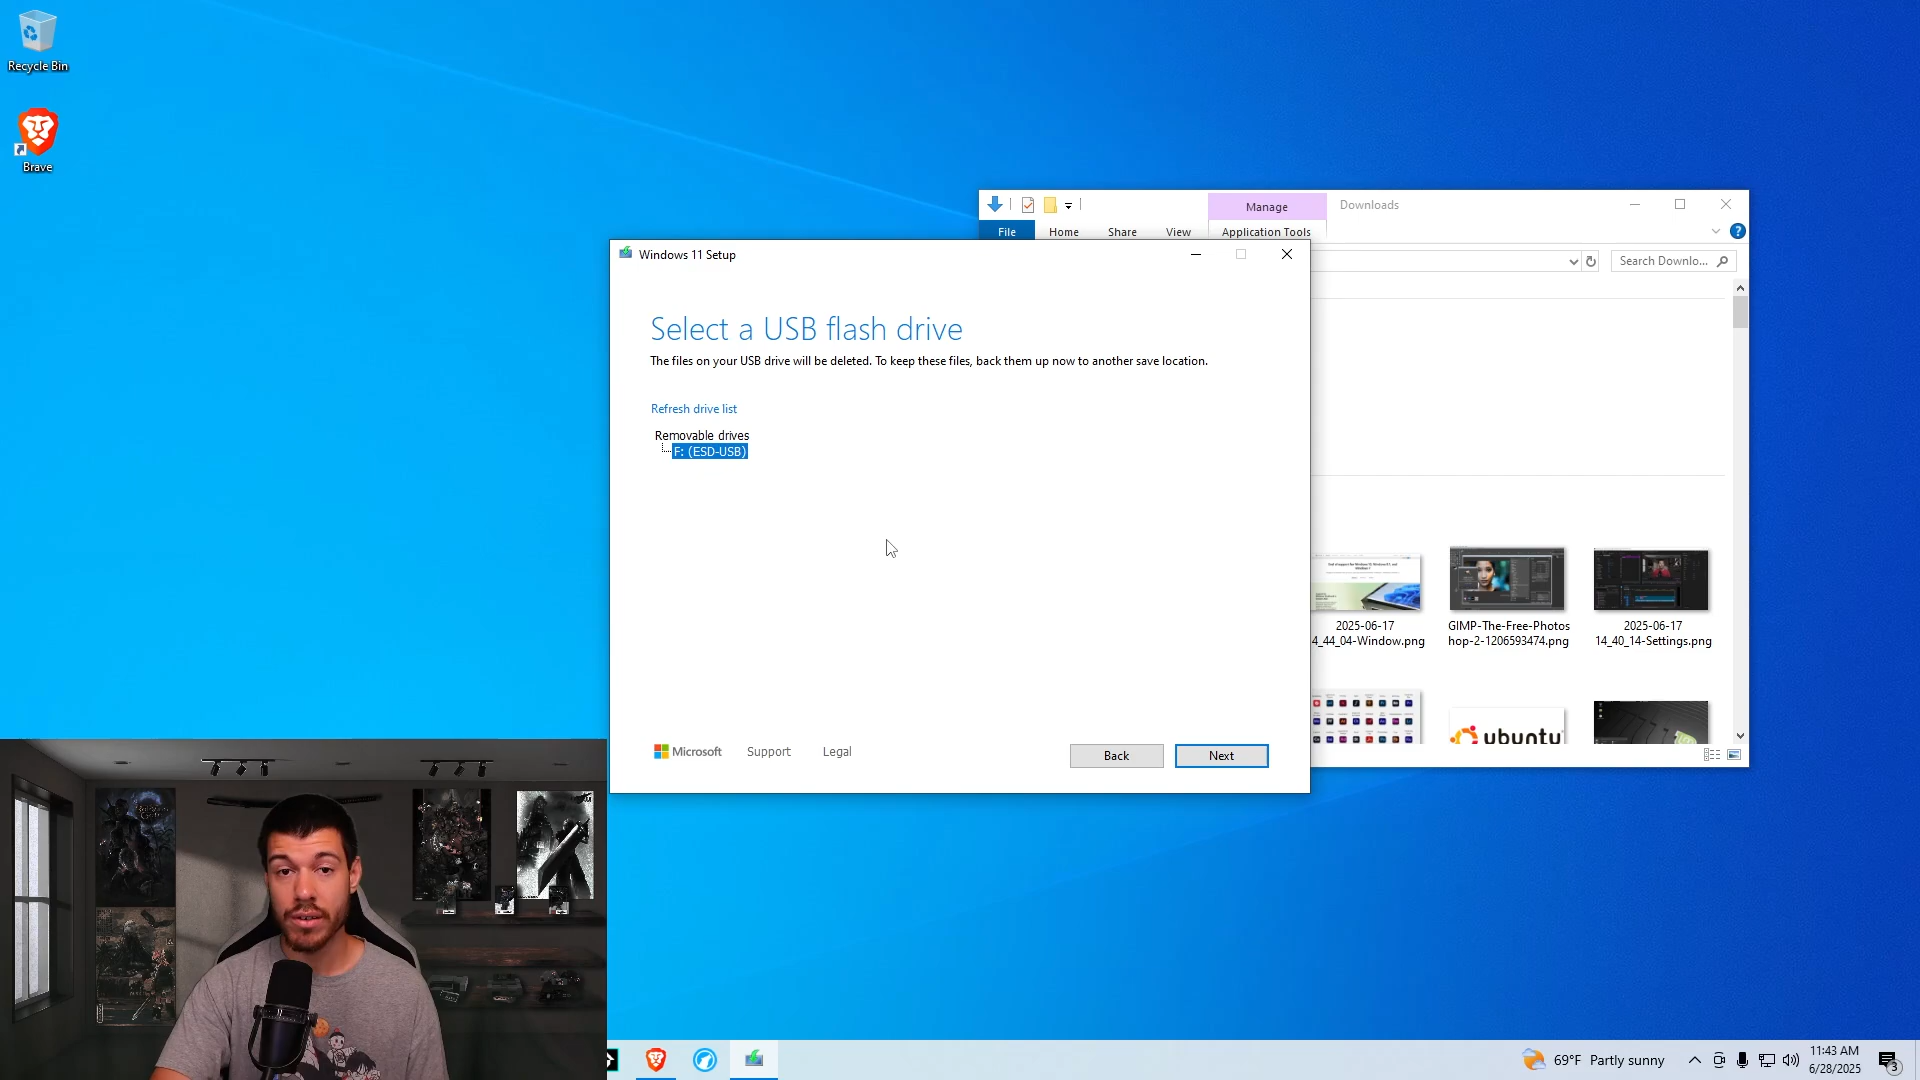 Recycle Bin
Brave
Manage
Downloads
File
Home
Share
View
Application Tools
Search Downlo...
Windows 11 Setup
Select a USB flash drive
The files on your USB drive will be deleted. To keep these files, back them up now to another save location.
Refresh drive list
Removable drives
F: (ESD-USB)
2025-06-17
4_44_04-Window.png
GIMP-The-Free-Photos
hop-2-1206593474.png
2025-06-17
14_40_14-Settings.png
ubuntu
Microsoft
Support
Legal
Back
Next
69°F Partly sunny
11:43 AM
6/28/2025
3